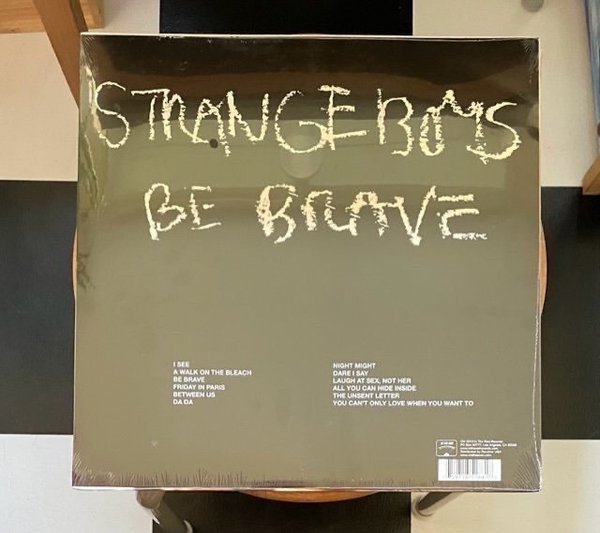 STRANGE BOYS
BE BRAVE
I SEE
A WALK ON THE BLEACH
BE BRAVE
FRIDAY IN PARIS
BETWEEN US
DA DA
NIGHT MIGHT
DARE I SAY
LAUGH AT SEX, NOT HER
ALL YOU CAN HIDE INSIDE
THE UNSENT LETTER
YOU CAN'T ONLY LOVE WHEN YOU WANT TO